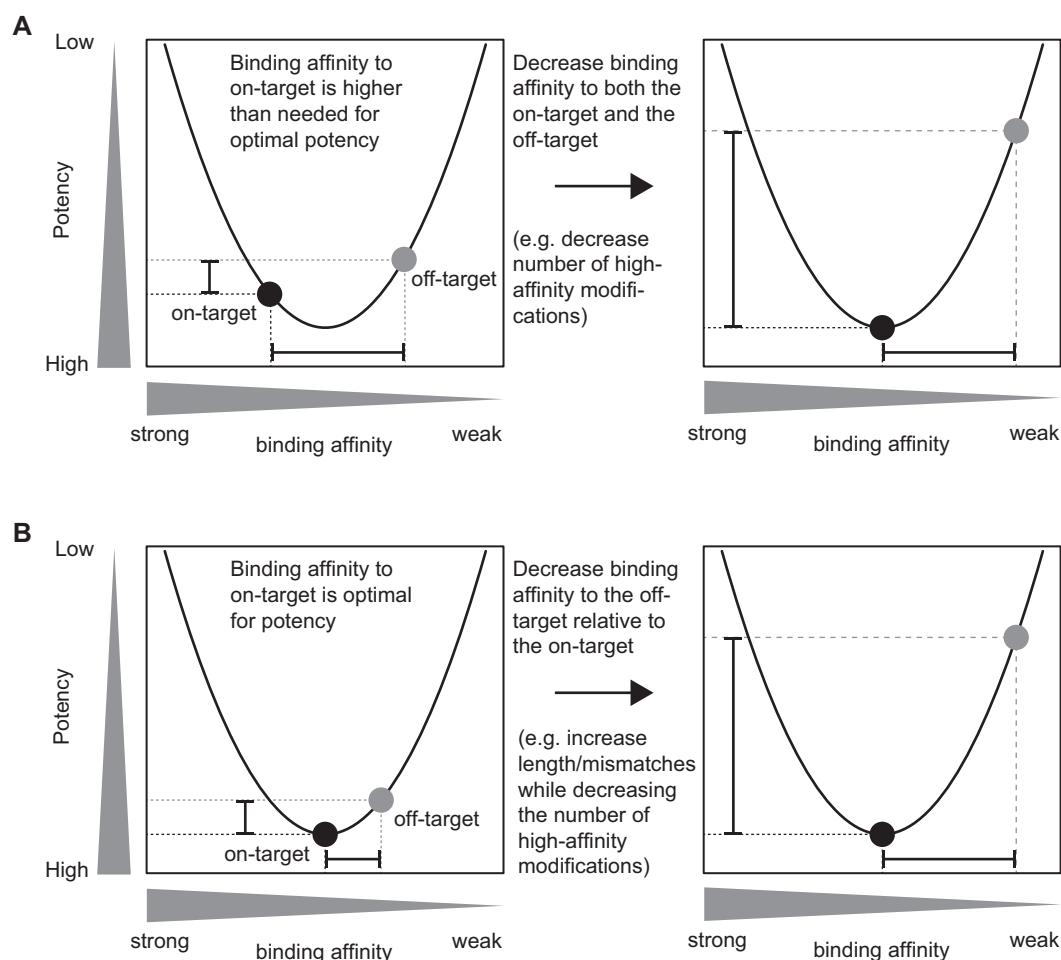 A
Low
Potency
High
Binding affinity to
on-target is higher
than needed for
optimal potency
on-target
off-target
strong
binding affinity
weak
Decrease binding
affinity to both the
on-target and the
off-target
(e.g. decrease
number of high-
affinity modifi-
cations)
strong
binding affinity
weak
B
Low
Potency
High
Binding affinity to
on-target is optimal
for potency
on-target
off-target
strong
binding affinity
weak
Decrease binding
affinity to the off-
target relative to
the on-target
(e.g. increase
length/mismatches
while decreasing
the number of
high-affinity
modifications)
strong
binding affinity
weak